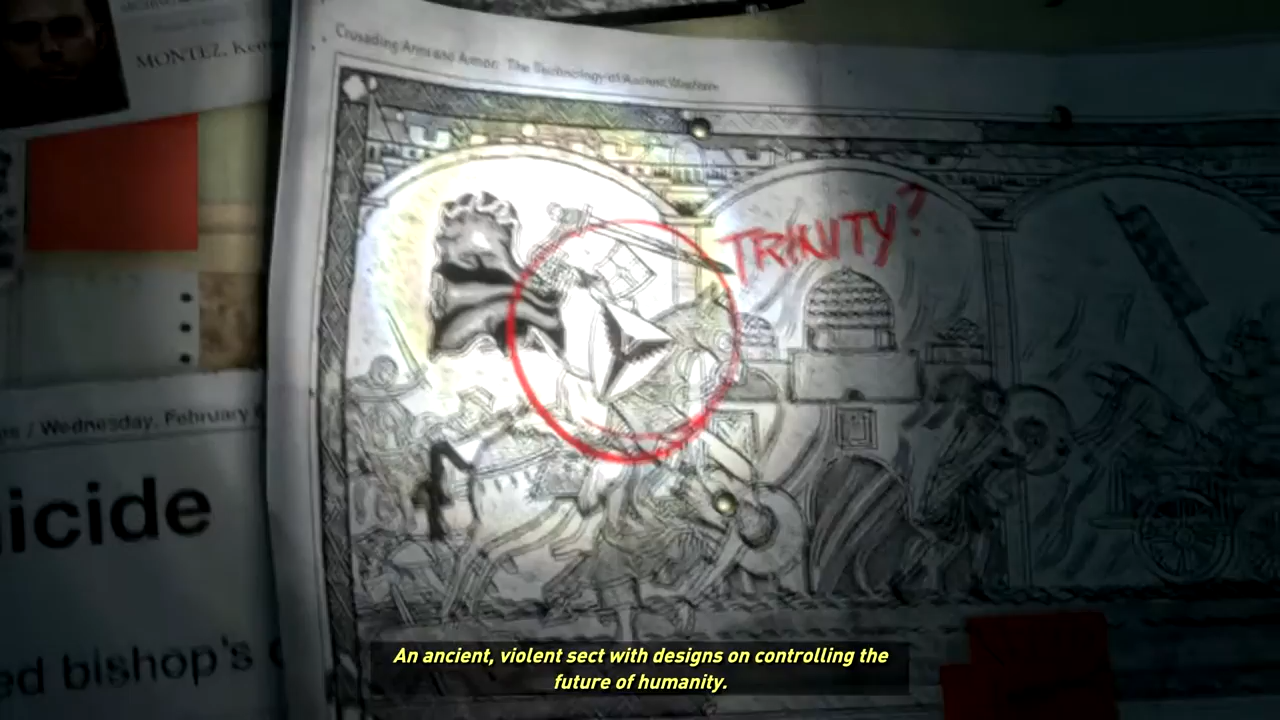 MONTEZ, Ken
Crusading Arms and Armor: The Technology of Ancient Warfare
TRINITY?
/ Wednesday, February
icide
ed bishop's
An ancient, violent sect with designs on controlling the
future of humanity.